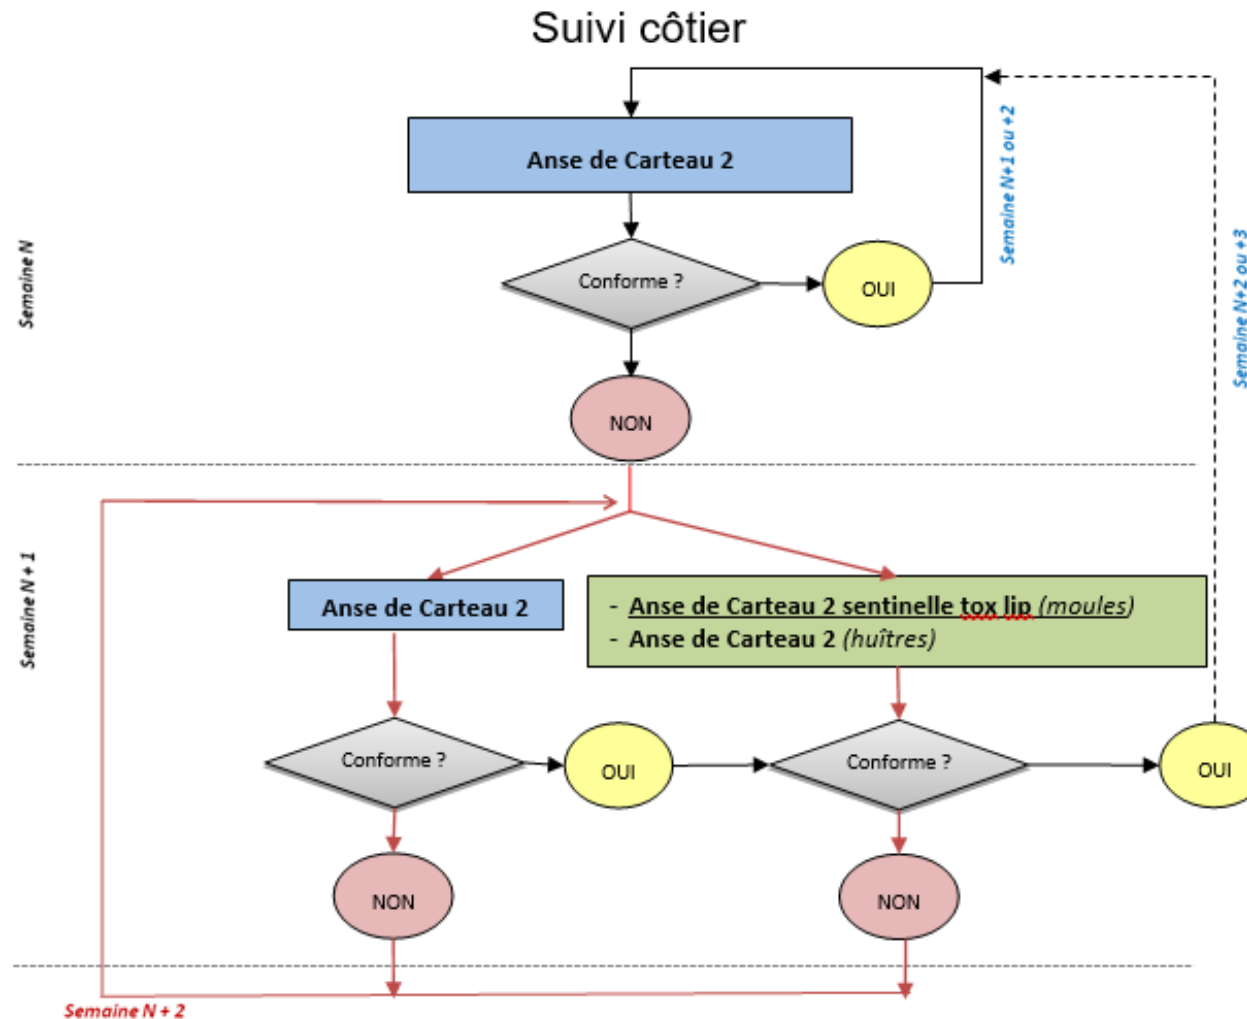 Suivi côtier
Semaine N+1 ou +2
Anse de Carteau 2
Semaine N
Semaine N+2 ou +3
Conforme ?
OUI
NON
Semaine N + 1
Anse de Carteau 2
- Anse de Carteau 2 sentinelle tox lip (moules)
- Anse de Carteau 2 (huîtres)
Conforme ?
OUI
Conforme ?
OUI
NON
NON
Semaine N + 2